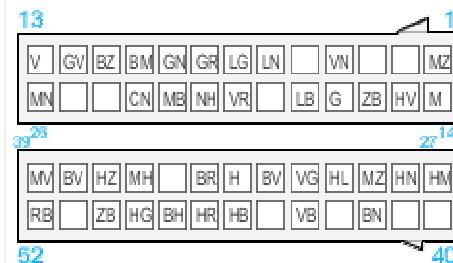 13 1
V GV BZ BM GN GR LG LN VN MZ
MN CN MB NH VR LB G ZB HV M
26 14
39 27
MV BV HZ MH BR H BV VG HL MZ HN HM
RB ZB HG BH HR HB VB BN
52 40